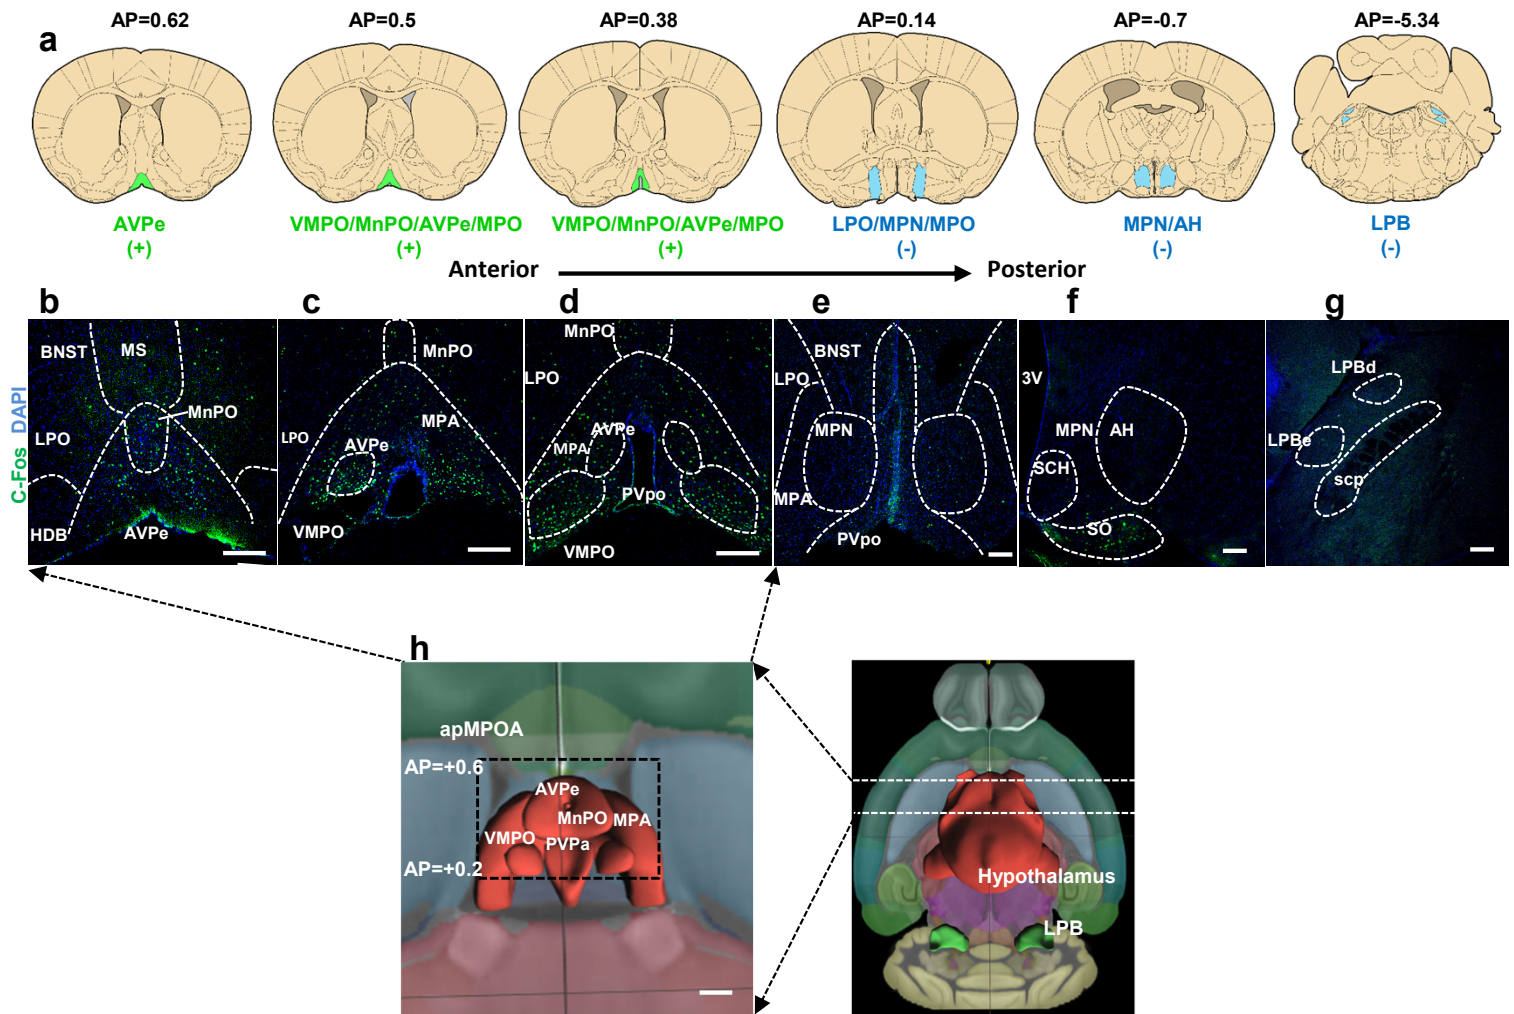 a
AP=0.62
AP=0.5
AP=0.38
AP=0.14
AP=-0.7
AP=-5.34
AVPe
(+)
VMPO/MnPO/AVPe/MPO
(+)
VMPO/MnPO/AVPe/MPO
(+)
LPO/MPN/MPO
(-)
MPN/AH
(-)
LPB
(-)
Anterior
Posterior
C-Fos DAPI
b
BNST
MS
MnPO
LPO
HDB
AVPe
c
MnPO
MPA
LPO
AVPe
VMPO
d
MnPO
LPO
AVPe
MPA
PVpo
VMPO
e
BNST
LPO
MPN
MPA
PVpo
f
3V
MPN
AH
SCH
SO
g
LPBd
LPBe
scp
h
apMPOA
AP=+0.6
AVPe
MnPO
MPA
VMPO
PVPa
AP=+0.2
Hypothalamus
LPB